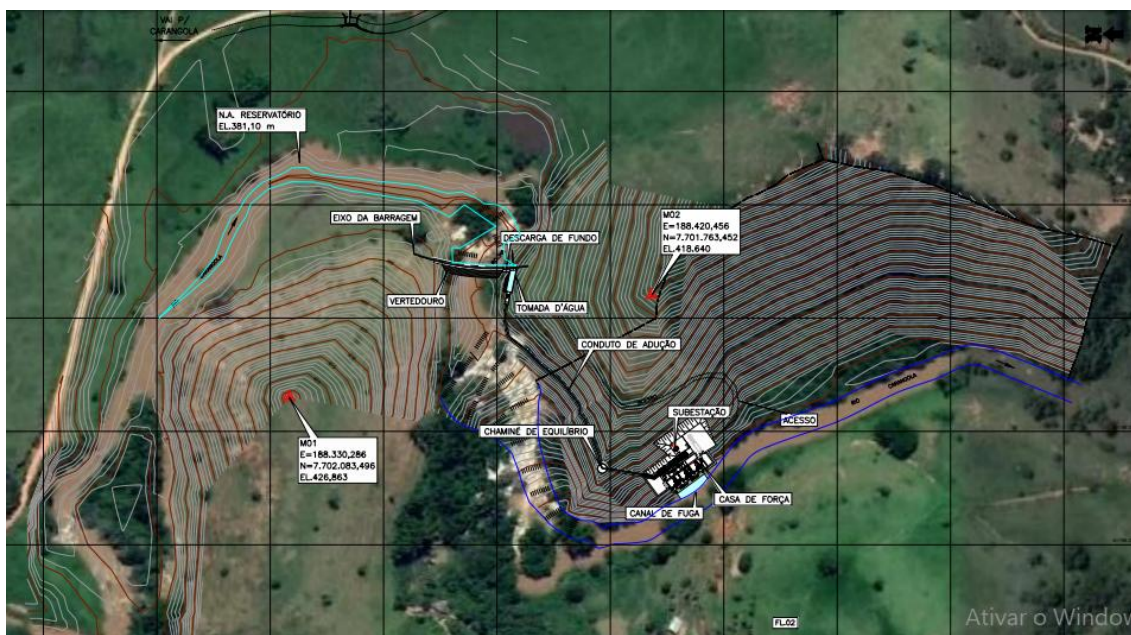 VAI P/
CARANGOLA
N.A. RESERVATÓRIO
EL.381,10 m
EIXO DA BARRAGEM
DESCARGA DE FUNDO
M02
E=188.420,456
N=7.701.763,452
EL.418.640
RIO
CARANGOLA
VERTEDOURO
TOMADA D'ÁGUA
CONDUTO DE ADUÇÃO
RIO
CARANGOLA
SUBESTAÇÃO
ACESSO
CHAMINÉ DE EQUILÍBRIO
M01
E=188.330,286
N=7.702.083,496
EL.426,863
CASA DE FORÇA
CANAL DE FUGA
FL.02
Ativar o Window